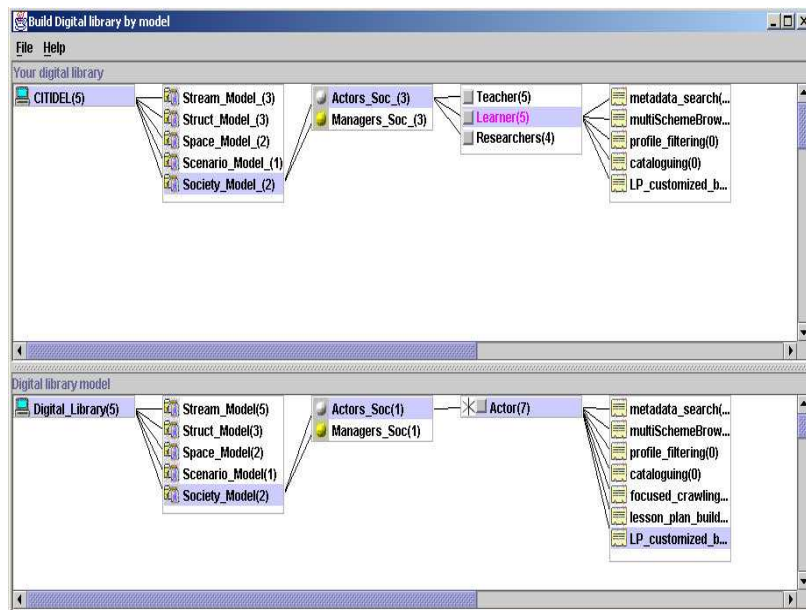 Build Digital library by model
File Help
Your digital library
CITIDEL(5)
Stream_Model_(3)
Struct_Model_(3)
Space_Model_(2)
Scenario_Model_(1)
Society_Model_(2)
Actors_Soc_(3)
Managers_Soc_(3)
Teacher(5)
Learner(5)
Researchers(4)
metadata_search(...
multiSchemeBrow...
profile_filtering(0)
cataloguing(0)
LP_customized_b...
Digital library model
Digital_Library(5)
Stream_Model(5)
Struct_Model(3)
Space_Model(2)
Scenario_Model(1)
Society_Model(2)
Actors_Soc(1)
Managers_Soc(1)
Actor(7)
metadata_search(...
multiSchemeBrow...
profile_filtering(0)
cataloguing(0)
focused_crawling...
lesson_plan_build...
LP_customized_b...